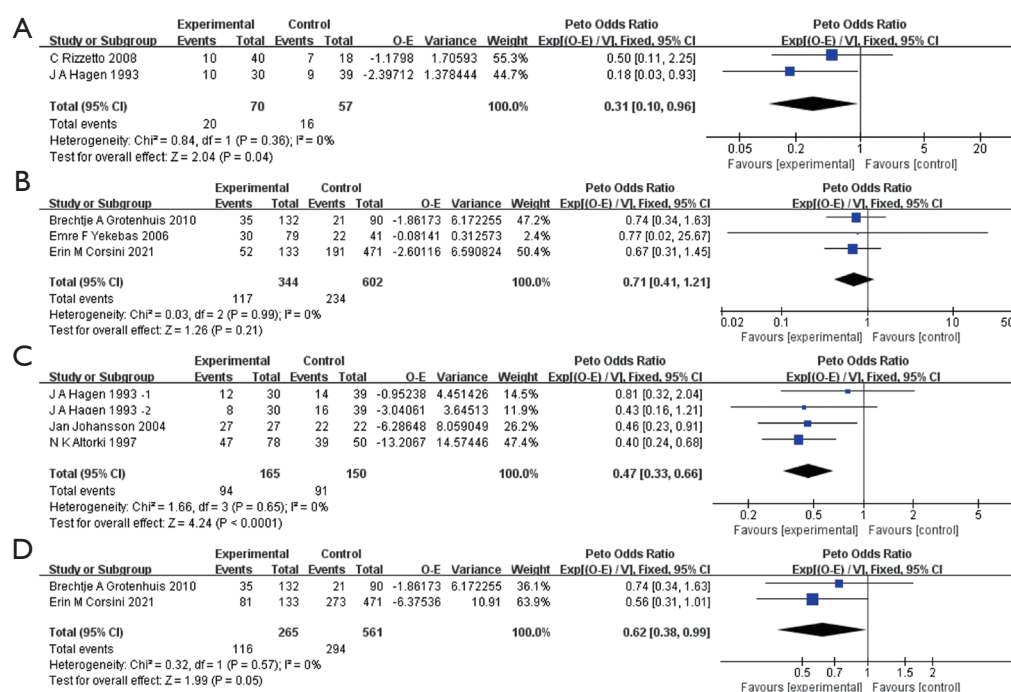 A
Experimental Control Peto Odds Ratio Peto Odds Ratio
Study or Subgroup Events Total Events Total O-E Variance Weight Exp[(O-E) / V], Fixed, 95% CI Exp[(O-E) / V], Fixed, 95% CI
C Rizzetto 2008 10 40 7 18 -1.1798 1.70593 55.3% 0.50 [0.11, 2.25]
J A Hagen 1993 10 30 9 39 -2.39712 1.378444 44.7% 0.18 [0.03, 0.93]
Total (95% CI) 70 57 100.0% 0.31 [0.10, 0.96]
Total events 20 16
Heterogeneity: Chi² = 0.84, df = 1 (P = 0.36); I² = 0%
Test for overall effect: Z = 2.04 (P = 0.04)
0.05 0.2 1 5 20
Favours [experimental] Favours [control]
B
Experimental Control Peto Odds Ratio Peto Odds Ratio
Study or Subgroup Events Total Events Total O-E Variance Weight Exp[(O-E) / V], Fixed, 95% CI Exp[(O-E) / V], Fixed, 95% CI
Brechtje A Grotenhuis 2010 35 132 21 90 -1.86173 6.172255 47.2% 0.74 [0.34, 1.63]
Emre F Yekebas 2006 30 79 22 41 -0.08141 0.312573 2.4% 0.77 [0.02, 25.67]
Erin M Corsini 2021 52 133 191 471 -2.60116 6.590824 50.4% 0.67 [0.31, 1.45]
Total (95% CI) 344 602 100.0% 0.71 [0.41, 1.21]
Total events 117 234
Heterogeneity: Chi² = 0.03, df = 2 (P = 0.99); I² = 0%
Test for overall effect: Z = 1.26 (P = 0.21)
0.02 0.1 1 10 50
Favours [experimental] Favours [control]
C
Experimental Control Peto Odds Ratio Peto Odds Ratio
Study or Subgroup Events Total Events Total O-E Variance Weight Exp[(O-E) / V], Fixed, 95% CI Exp[(O-E) / V], Fixed, 95% CI
J A Hagen 1993 -1 12 30 14 39 -0.95238 4.451426 14.5% 0.81 [0.32, 2.04]
J A Hagen 1993 -2 8 30 16 39 -3.04061 3.64513 11.9% 0.43 [0.16, 1.21]
Jan Johansson 2004 27 27 22 22 -6.28648 8.059049 26.2% 0.46 [0.23, 0.91]
N K Altorki 1997 47 78 39 50 -13.2067 14.57446 47.4% 0.40 [0.24, 0.68]
Total (95% CI) 165 150 100.0% 0.47 [0.33, 0.66]
Total events 94 91
Heterogeneity: Chi² = 1.66, df = 3 (P = 0.65); I² = 0%
Test for overall effect: Z = 4.24 (P < 0.0001)
0.2 0.5 1 2 5
Favours [experimental] Favours [control]
D
Experimental Control Peto Odds Ratio Peto Odds Ratio
Study or Subgroup Events Total Events Total O-E Variance Weight Exp[(O-E) / V], Fixed, 95% CI Exp[(O-E) / V], Fixed, 95% CI
Brechtje A Grotenhuis 2010 35 132 21 90 -1.86173 6.172255 36.1% 0.74 [0.34, 1.63]
Erin M Corsini 2021 81 133 273 471 -6.37536 10.91 63.9% 0.56 [0.31, 1.01]
Total (95% CI) 265 561 100.0% 0.62 [0.38, 0.99]
Total events 116 294
Heterogeneity: Chi² = 0.32, df = 1 (P = 0.57); I² = 0%
Test for overall effect: Z = 1.99 (P = 0.05)
0.5 0.7 1 1.5 2
Favours [experimental] Favours [control]